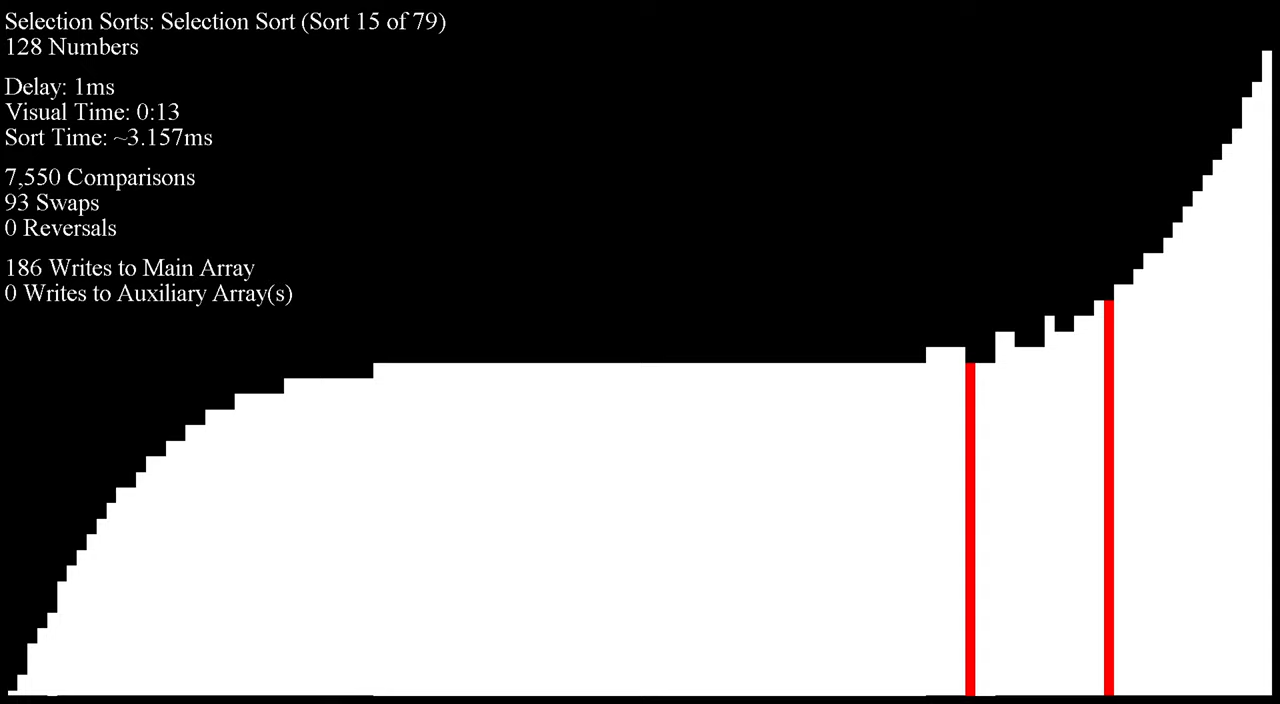 Selection Sorts: Selection Sort (Sort 15 of 79)
128 Numbers
Delay: 1ms
Visual Time: 0:13
Sort Time: ~3.157ms
7,550 Comparisons
93 Swaps
0 Reversals
186 Writes to Main Array
0 Writes to Auxiliary Array(s)